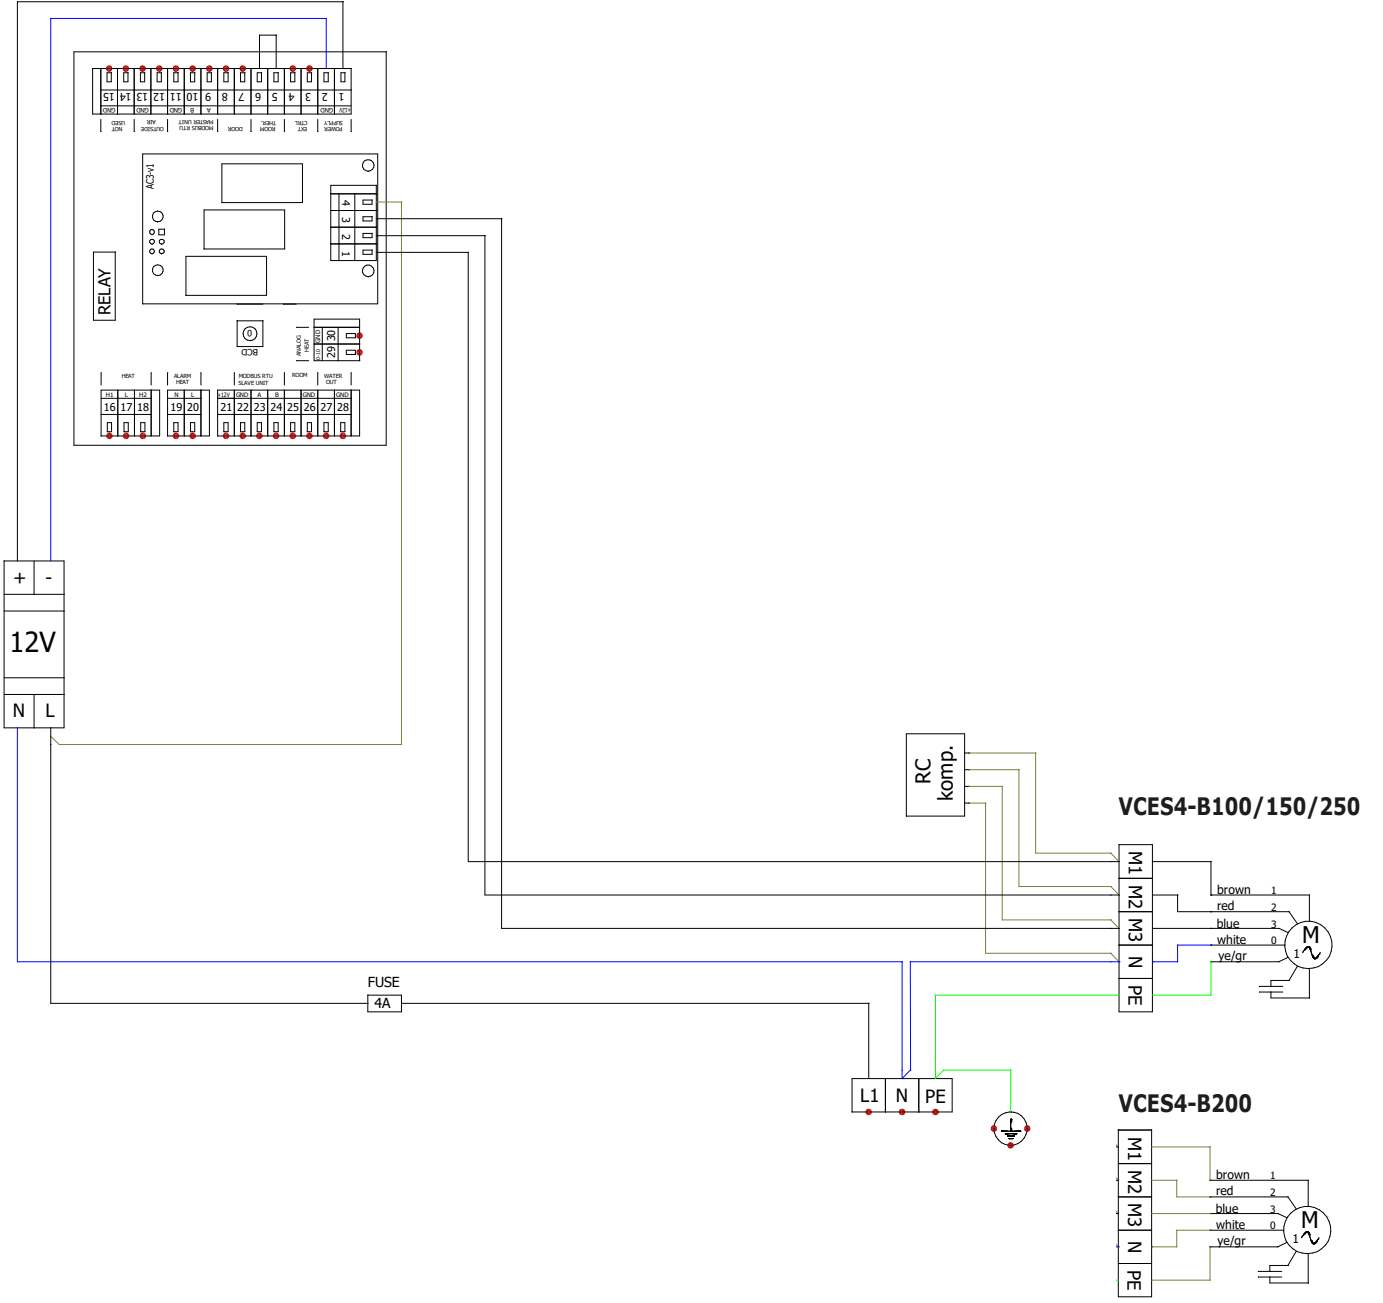 15 14 13 12 11 10 9 8 7 6 5 4 3 2 1
GND GND GND B A GND +12V
NOT USED
OUTSIDE AIR
MODBUS RTU MASTER UNIT
DOOR
ROOM THER.
EXT CTRL
POWER SUPPLY
AC3-v1
4
3
2
1
RELAY
0
BCD
ANALOG HEAT
GND 30
0-10 29
HEAT
ALARM HEAT
MODBUS RTU SLAVE UNIT
ROOM
WATER OUT
H1 L H2 N L +12V GND A B GND GND
16 17 18 19 20 21 22 23 24 25 26 27 28
+ -
12V
N L
RC komp.
VCES4-B100/150/250
M1
M2
M3
N
PE
brown 1
red 2
blue 3
white 0
ye/gr
M
1
FUSE
4A
L1 N PE
VCES4-B200
M1
M2
M3
N
PE
brown 1
red 2
blue 3
white 0
ye/gr
M
1